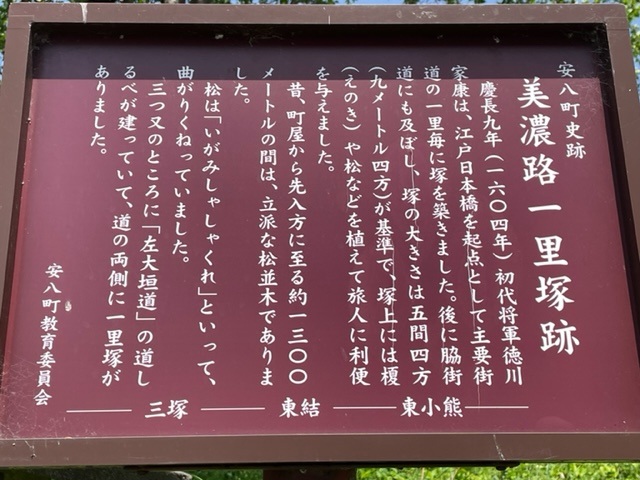 安八町史跡
美濃路一里塚跡
慶長九年(一六〇四年)初代将軍徳川
家康は、江戸日本橋を起点として主要街
道の一里毎に塚を築きました。後に脇街
道にも及ぼし、塚の大きさは五間四方
(九メートル四方)が基準で、塚上には榎
(えのき)や松などを植えて旅人に利便
を与えました。
昔、町屋から先入方に至る約一三〇〇
メートルの間は、立派な松並木でありま
した。
松は「いがみしゃしゃくれ」といって、
曲がりくねっていました。
三つ又のところに「左大垣道」の道し
るべが建っていて、道の両側に一里塚が
ありました。
安八町教育委員会
三塚 東結 東小熊